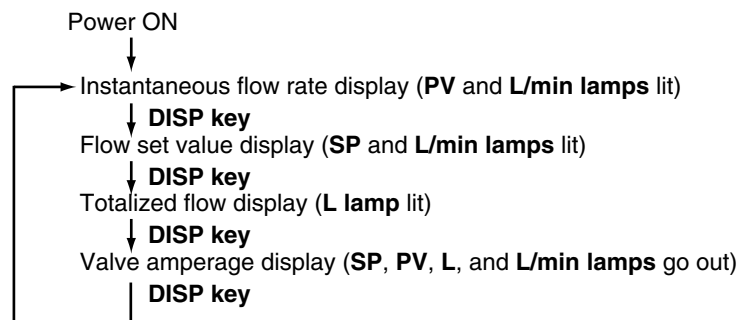 Power ON
Instantaneous flow rate display (PV and L/min lamps lit)
DISP key
Flow set value display (SP and L/min lamps lit)
DISP key
Totalized flow display (L lamp lit)
DISP key
Valve amperage display (SP, PV, L, and L/min lamps go out)
DISP key